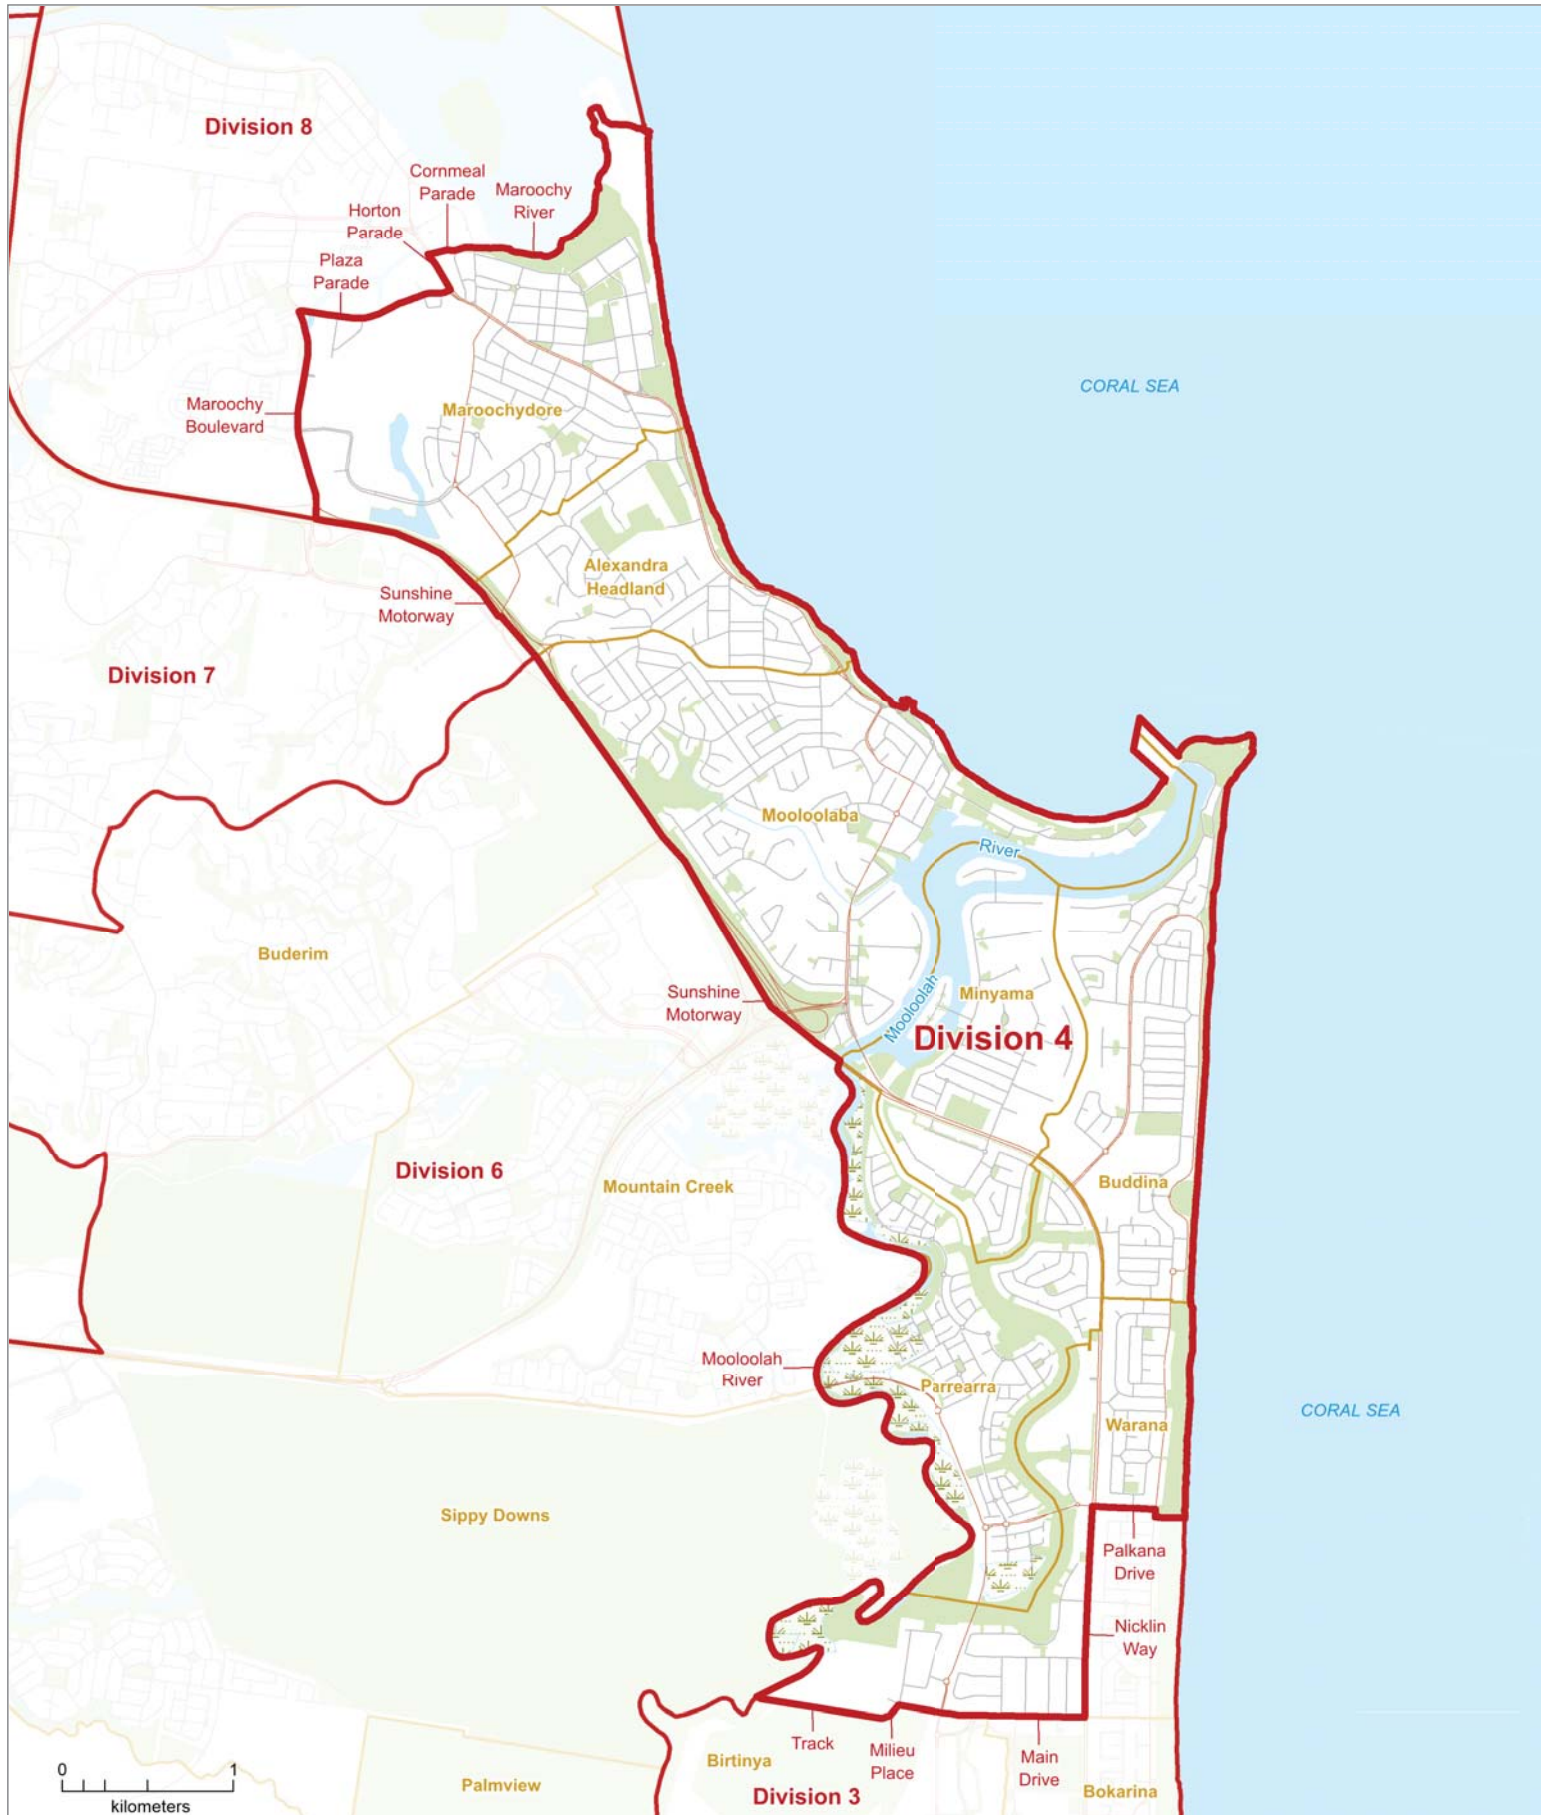 Division 8
Cornmeal
Parade
Maroochy
River
Horton
Parade
Plaza
Parade
CORAL SEA
Maroochy
Boulevard
Maroochydore
Alexandra
Headland
Sunshine
Motorway
Division 7
Mooloolaba
River
Buderim
Sunshine
Motorway
Mooloolah
Minyama
Division 4
Division 6
Mountain Creek
Buddina
Mooloolah
River
Parrearra
CORAL SEA
Warana
Sippy Downs
Palkana
Drive
Nicklin
Way
Track
Milieu
Place
Main
Drive
Birtinya
Division 3
Palmview
Bokarina
0 1
kilometers